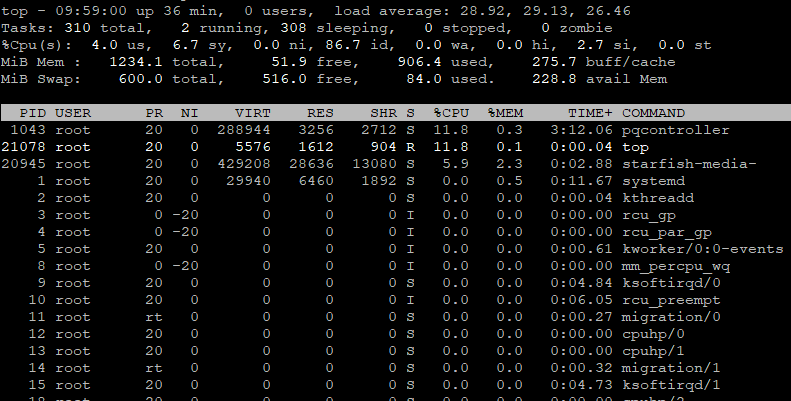 top - 09:59:00 up 36 min,  0 users,  load average: 28.92, 29.13, 26.46
Tasks: 310 total,   2 running, 308 sleeping,   0 stopped,   0 zombie
%Cpu(s):  4.0 us,  6.7 sy,  0.0 ni, 86.7 id,  0.0 wa,  0.0 hi,  2.7 si,  0.0 st
MiB Mem :   1234.1 total,     51.9 free,    906.4 used,    275.7 buff/cache
MiB Swap:    600.0 total,    516.0 free,     84.0 used.    228.8 avail Mem
PID USER      PR  NI    VIRT    RES    SHR S  %CPU  %MEM     TIME+ COMMAND
1043 root      20   0  288944   3256   2712 S  11.8   0.3   3:12.06 pqcontroller
21078 root      20   0    5576   1612    904 R  11.8   0.1   0:00.04 top
20945 root      20   0  429208  28636  13080 S   5.9   2.3   0:02.88 starfish-media-
1 root      20   0   29940   6460   1892 S   0.0   0.5   0:11.67 systemd
2 root      20   0       0      0      0 S   0.0   0.0   0:00.04 kthreadd
3 root       0 -20       0      0      0 I   0.0   0.0   0:00.00 rcu_gp
4 root       0 -20       0      0      0 I   0.0   0.0   0:00.00 rcu_par_gp
5 root      20   0       0      0      0 I   0.0   0.0   0:00.61 kworker/0:0-events
8 root       0 -20       0      0      0 I   0.0   0.0   0:00.00 mm_percpu_wq
9 root      20   0       0      0      0 S   0.0   0.0   0:04.84 ksoftirqd/0
10 root      20   0       0      0      0 I   0.0   0.0   0:06.05 rcu_preempt
11 root      rt   0       0      0      0 S   0.0   0.0   0:00.27 migration/0
12 root      20   0       0      0      0 S   0.0   0.0   0:00.00 cpuhp/0
13 root      20   0       0      0      0 S   0.0   0.0   0:00.00 cpuhp/1
14 root      rt   0       0      0      0 S   0.0   0.0   0:00.32 migration/1
15 root      20   0       0      0      0 S   0.0   0.0   0:04.73 ksoftirqd/1